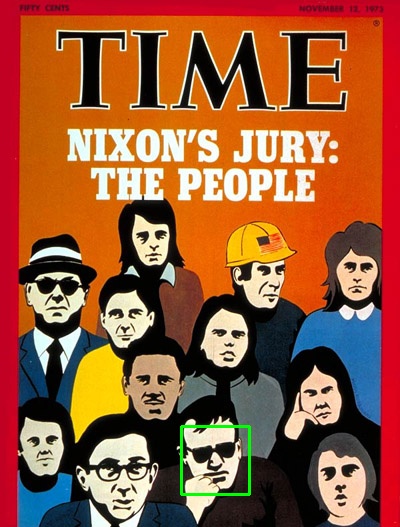 FIFTY CENTS
NOVEMBER 12, 1973
TIME
®
NIXON'S JURY:
THE PEOPLE